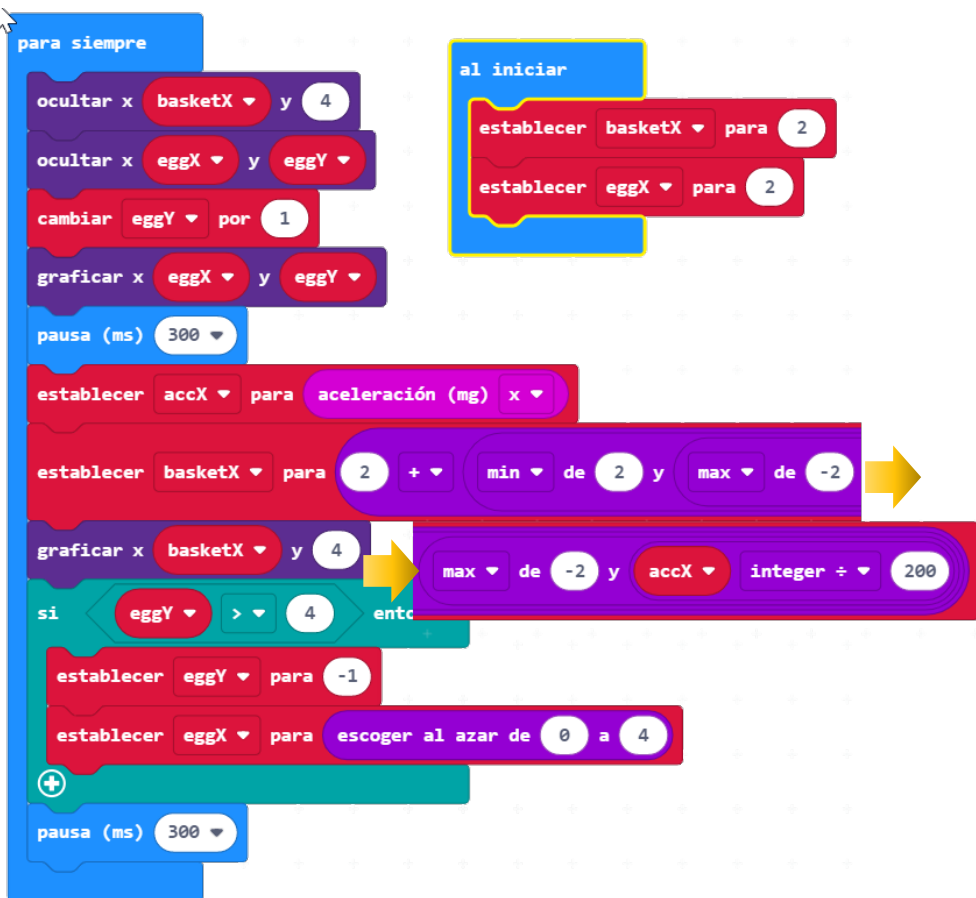 para siempre
ocultar x basketX y 4
ocultar x eggX y eggY
cambiar eggY por 1
graficar x eggX y eggY
pausa (ms) 300
establecer accX para aceleración (mg) x
establecer basketX para 2 + min de 2 y max de -2
graficar x basketX y 4
max de -2 y accX integer ÷ 200
si eggY > 4 ento
establecer eggY para -1
establecer eggX para escoger al azar de 0 a 4
pausa (ms) 300
al iniciar
establecer basketX para 2
establecer eggX para 2